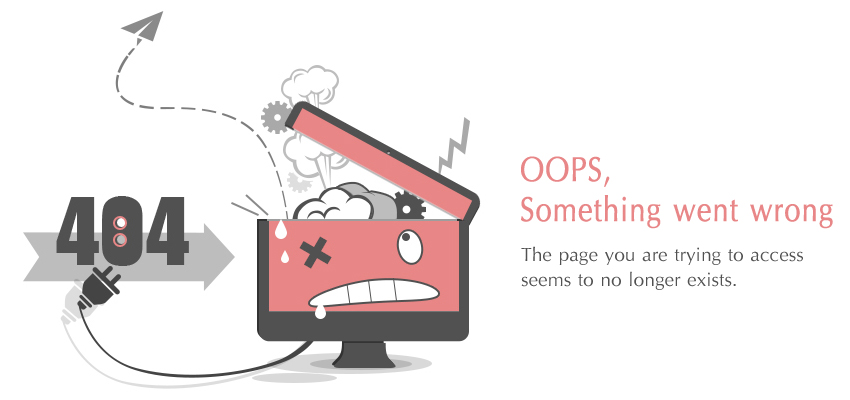 404
OOPS,
Something went wrong
The page you are trying to access
seems to no longer exists.